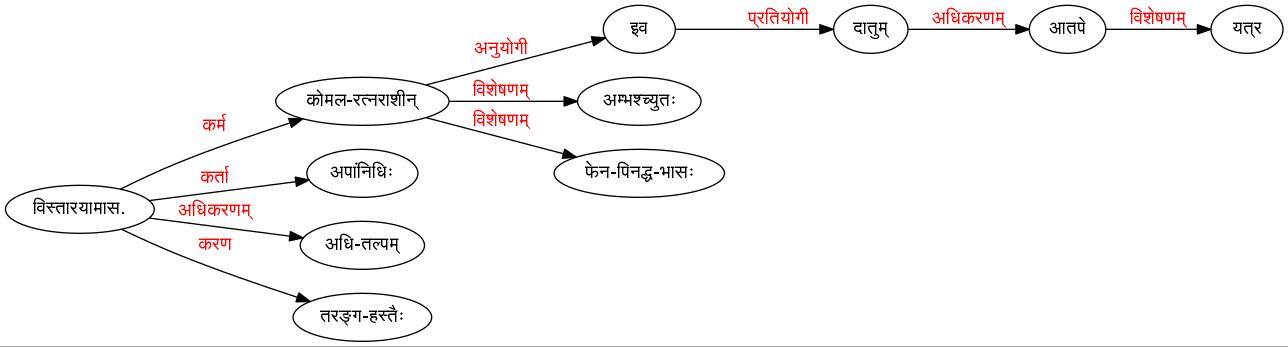 प्रतियोगी अधिकरणम् विशेषणम्
इव दातुम् आतपे यत्र
अनुयोगी
विशेषणम्
कोमल-रत्नराशीन् अम्भश्च्युतः
विशेषणम्
कर्म
फेन-पिनद्ध-भासः
अपांनिधिः
कर्ता
विस्तारयामास.
अधिकरणम्
अधि-तल्पम्
करण
तरङ्ग-हस्तैः